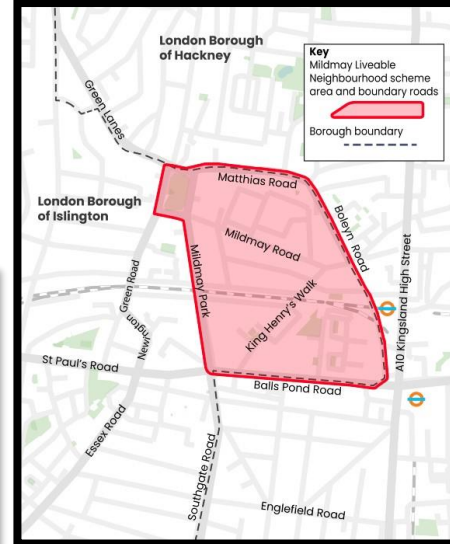 London Borough
of Hackney
Key
Mildmay Liveable
Neighbourhood scheme
area and boundary roads
Borough boundary
Green Lanes
London Borough
of Islington
Matthias Road
Boleyn Road
Mildmay Road
Mildmay Park
King Henry's Walk
A10 Kingsland High Street
Newington Green Road
St Paul's Road
Balls Pond Road
Essex Road
Southgate Road
Englefield Road